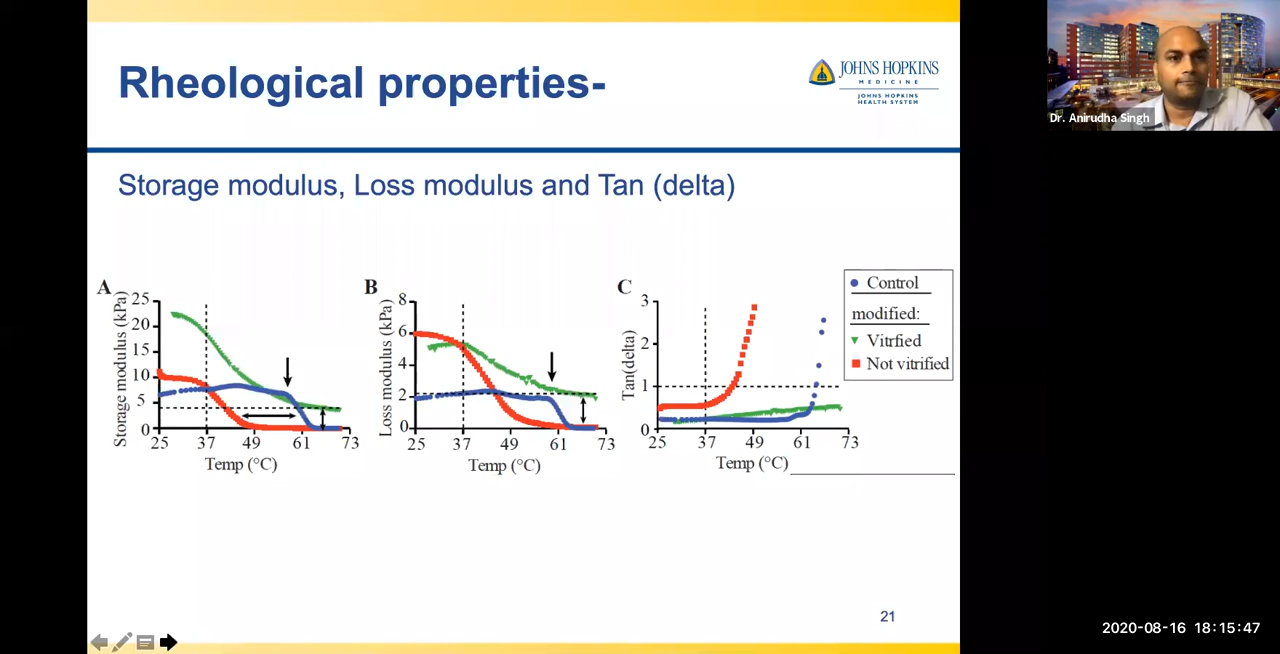 Rheological properties-
JOHNS HOPKINS
MEDICINE
JOHNS HOPKINS
HEALTH SYSTEM
Dr. Anirudha Singh
Storage modulus, Loss modulus and Tan (delta)
A
Storage modulus (kPa)
25
20
15
10
5
0
25 37 49 61 73
Temp (°C)
B
Loss modulus (kPa)
8
6
4
2
0
25 37 49 61 73
Temp (°C)
C
Tan(delta)
3
2
1
0
25 37 49 61 73
Temp (°C)
Control
modified:
Vitrfied
Not vitrified
21
2020-08-16 18:15:47